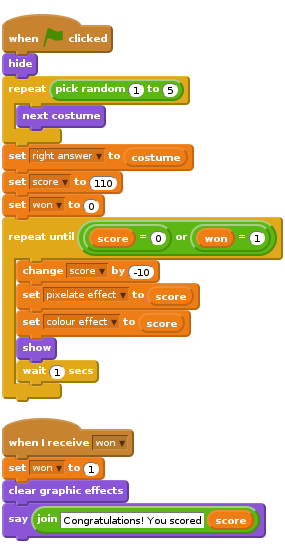 when clicked
hide
repeat pick random 1 to 5
next costume
set right answer to costume
set score to 110
set won to 0
repeat until score = 0 or won = 1
change score by -10
set pixelate effect to score
set colour effect to score
show
wait 1 secs
when I receive won
set won to 1
clear graphic effects
say join Congratulations! You scored score